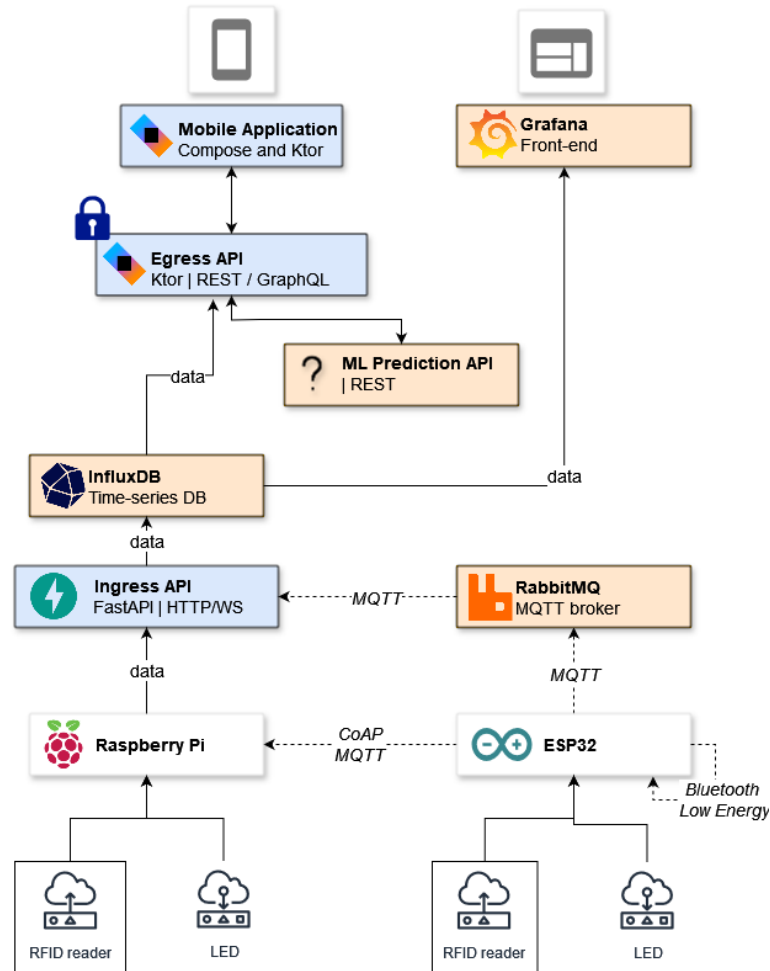 Mobile Application
Compose and Ktor
Grafana
Front-end
Egress API
Ktor | REST / GraphQL
?
ML Prediction API
| REST
data
InfluxDB
Time-series DB
data
data
Ingress API
FastAPI | HTTP/WS
MQTT
RabbitMQ
MQTT broker
data
MQTT
Raspberry Pi
CoAP
MQTT
ESP32
Bluetooth
Low Energy
RFID reader
LED
RFID reader
LED